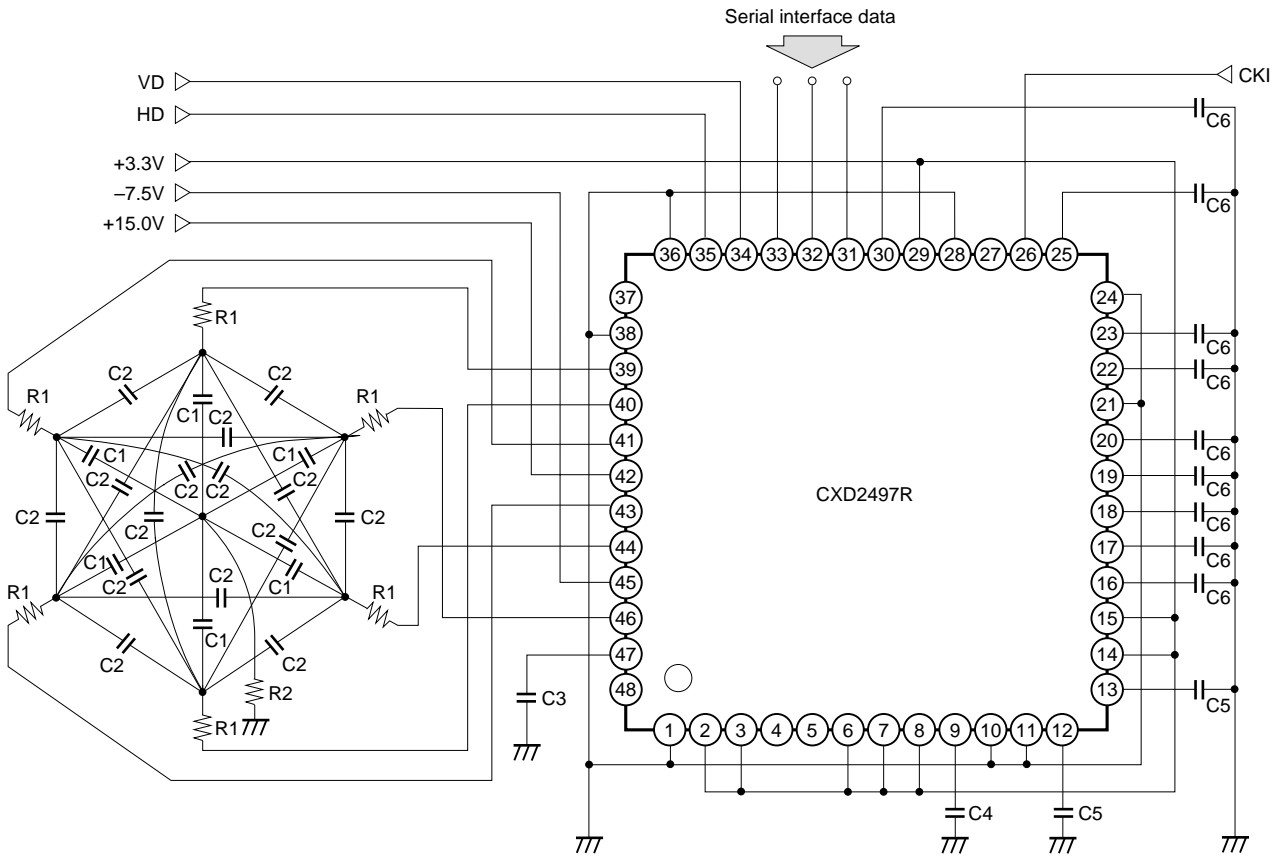 Serial interface data
VD
HD
+3.3V
–7.5V
+15.0V
CKI
C6
C6
36 35 34 33 32 31 30 29 28 27 26 25
37
38
39
40
41
42
43
44
45
46
47
48
24
23
22
21
20
19
18
17
16
15
14
13
C6
C6
C6
C6
C6
C6
C6
C5
CXD2497R
R1
C2
C2
R1
C1
C2
R1
C1
C1
C2
C2
C2
C2
C2
C2
C2
C2
C1
C2
C2
C2
C1
R1
R1
C1
C2
C2
R2
R1
C3
1 2 3 4 5 6 7 8 9 10 11 12
C4
C5